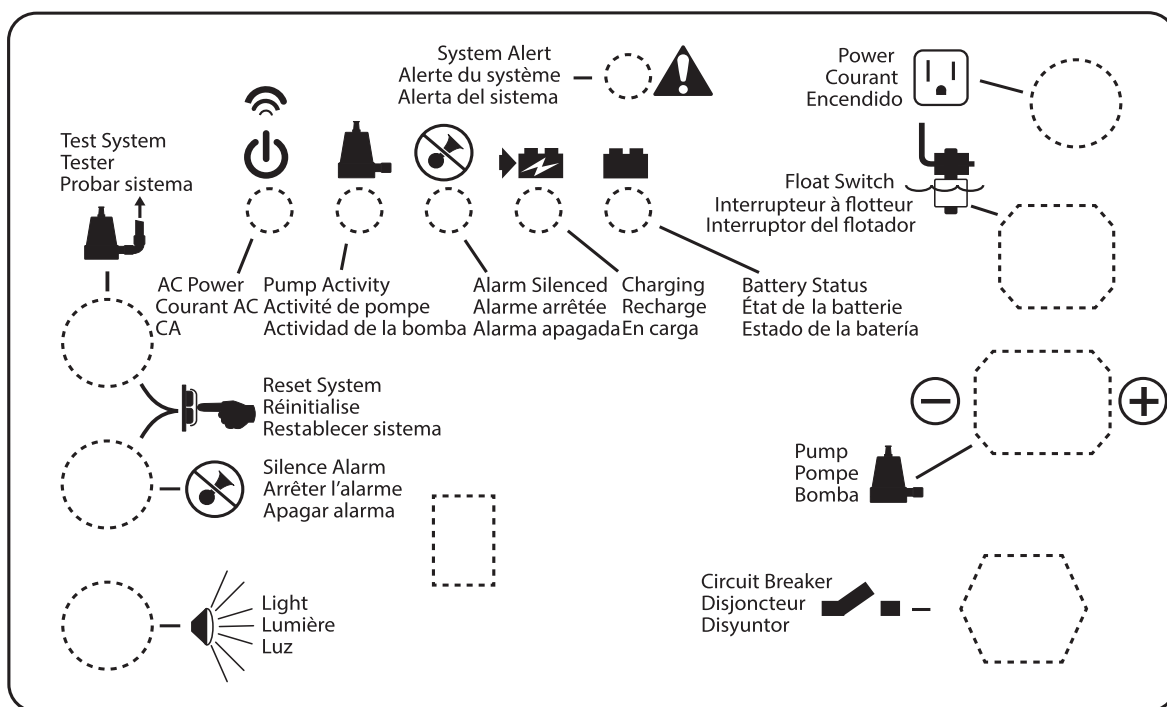 System Alert
Alerte du système
Alerta del sistema
Power
Courant
Encendido
Test System
Tester
Probar sistema
Float Switch
Interrupteur à flotteur
Interruptor del flotador
AC Power
Courant AC
CA
Pump Activity
Activité de pompe
Actividad de la bomba
Alarm Silenced
Alarme arrêtée
Alarma apagada
Charging
Recharge
En carga
Battery Status
État de la batterie
Estado de la batería
Reset System
Réinitialise
Restablecer sistema
Silence Alarm
Arrêter l'alarme
Apagar alarma
Pump
Pompe
Bomba
Light
Lumière
Luz
Circuit Breaker
Disjoncteur
Disyuntor